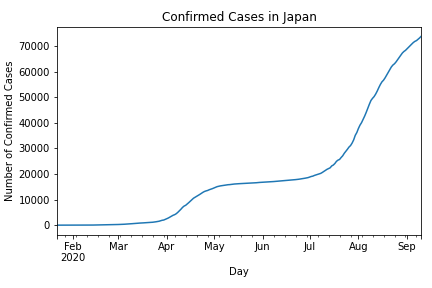 Confirmed Cases in Japan
Number of Confirmed Cases
70000
60000
50000
40000
30000
20000
10000
0
Feb Mar Apr May Jun Jul Aug Sep
2020
Day